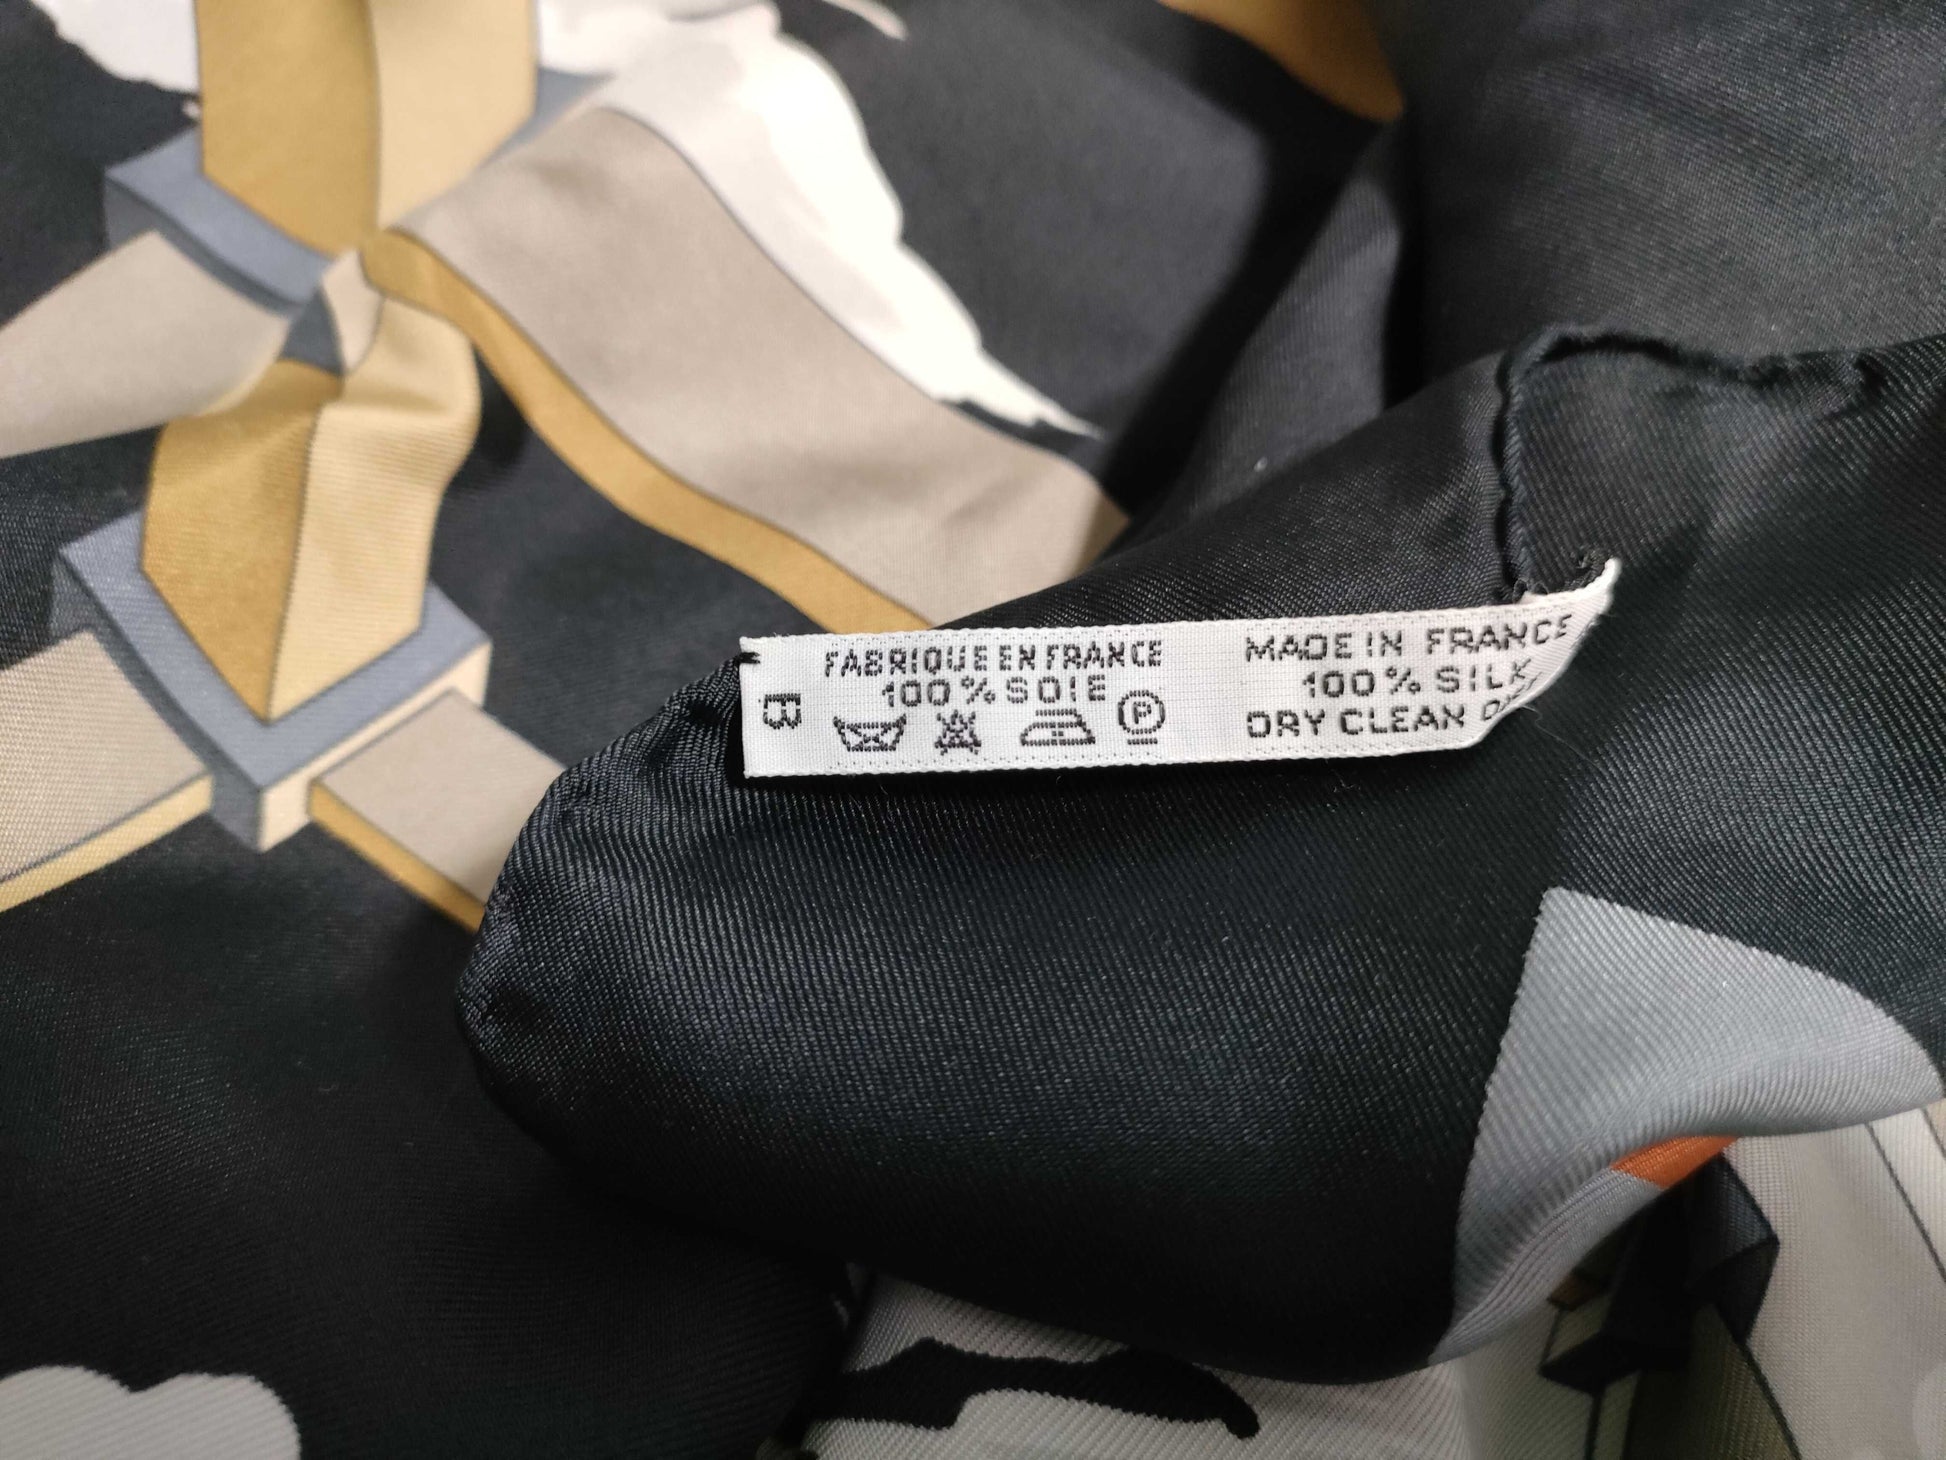 B
FABRIQUE EN FRANCE
100% SOIE
P
MADE IN FRANCE
100% SILK
DRY CLEAN